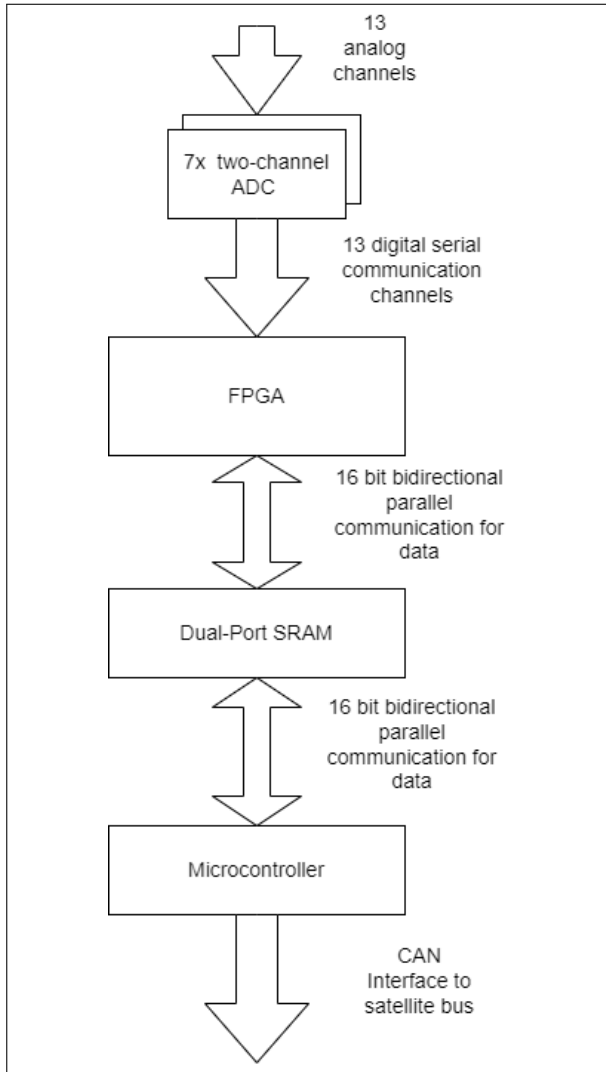 13
analog
channels
7x two-channel
ADC
13 digital serial
communication
channels
FPGA
16 bit bidirectional
parallel
communication for
data
Dual-Port SRAM
16 bit bidirectional
parallel
communication for
data
Microcontroller
CAN
Interface to
satellite bus